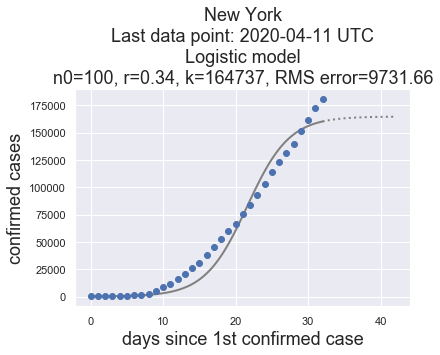 New York
Last data point: 2020-04-11 UTC
Logistic model
n0=100, r=0.34, k=164737, RMS error=9731.66
175000
150000
125000
100000
75000
50000
25000
0
confirmed cases
0 10 20 30 40
days since 1st confirmed case